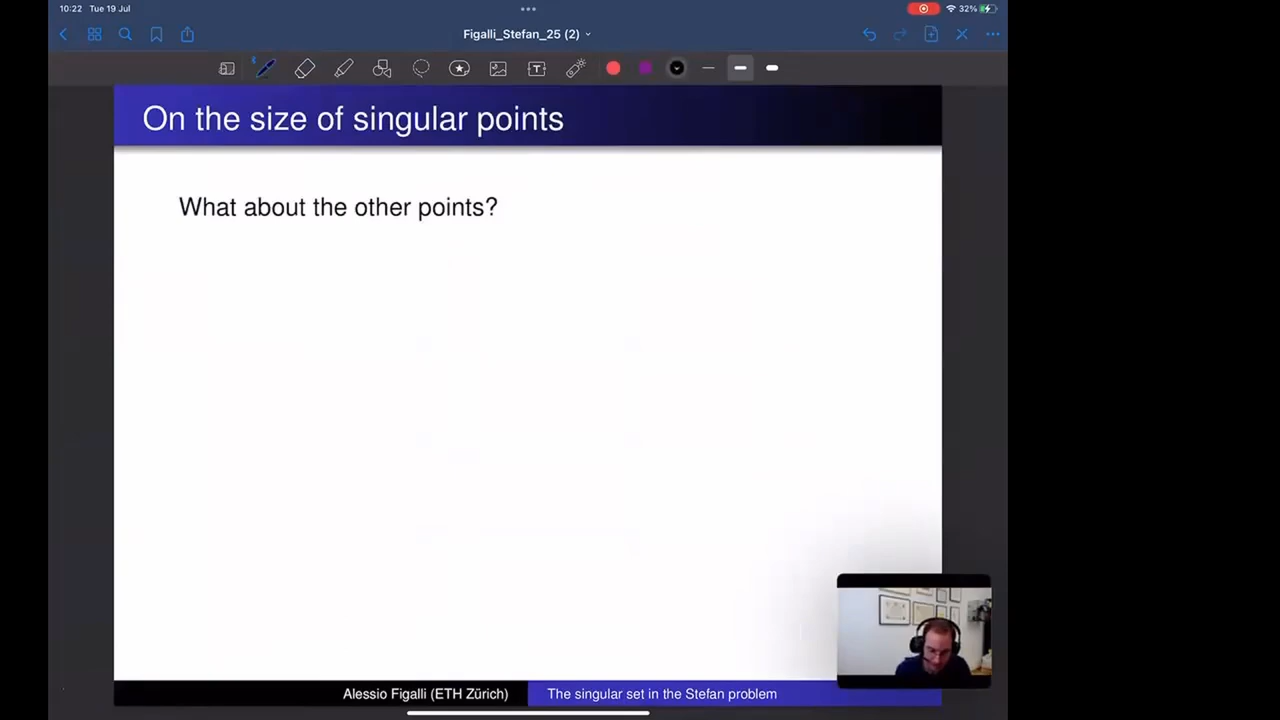 10:22 Tue 19 Jul
32%
Figalli_Stefan_25 (2)
On the size of singular points
What about the other points?
Alessio Figalli (ETH Zürich)
The singular set in the Stefan problem